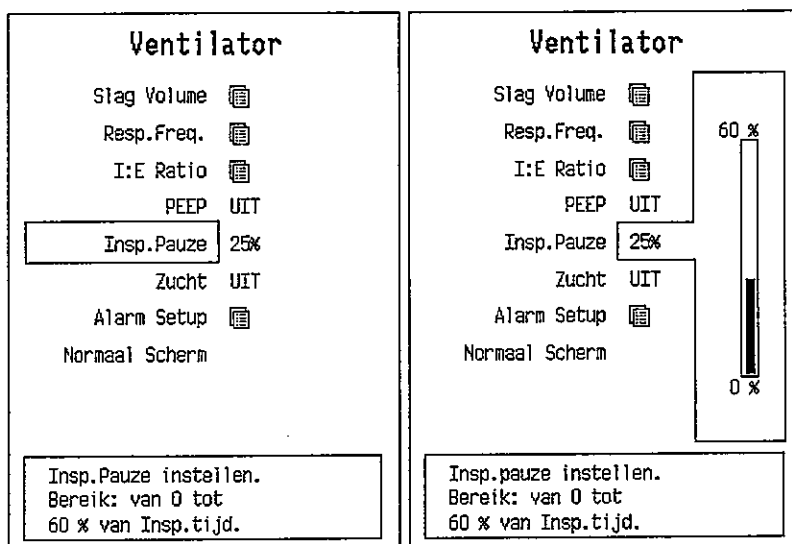 Ventilator
Slag Volume
Resp.Freq.
I:E Ratio
PEEP UIT
Insp.Pauze 25%
Zucht UIT
Alarm Setup
Normaal Scherm
Insp.Pauze instellen.
Bereik: van 0 tot
60 % van Insp.tijd.
Ventilator
Slag Volume
Resp.Freq.
60 %
I:E Ratio
PEEP UIT
Insp.Pauze 25%
Zucht UIT
Alarm Setup
Normaal Scherm
0 %
Insp.pauze instellen.
Bereik: van 0 tot
60 % van Insp.tijd.